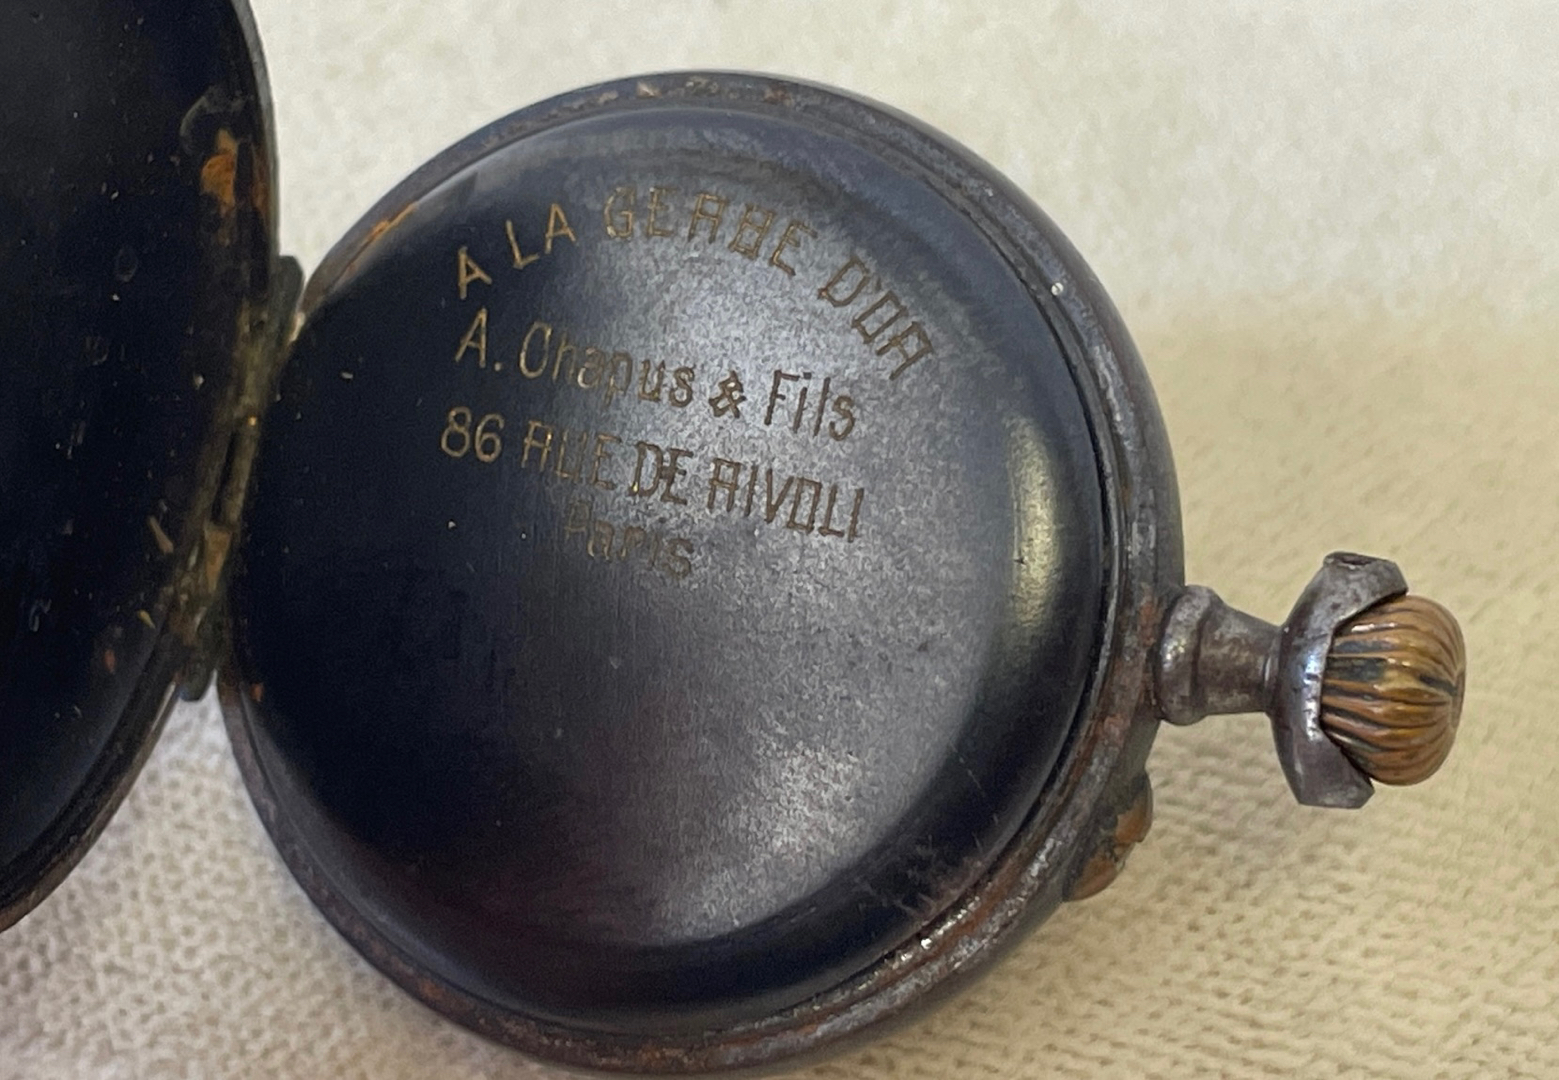 A LA GERBE D'OR
A. Chapus & Fils
86 RUE DE RIVOLI
Paris